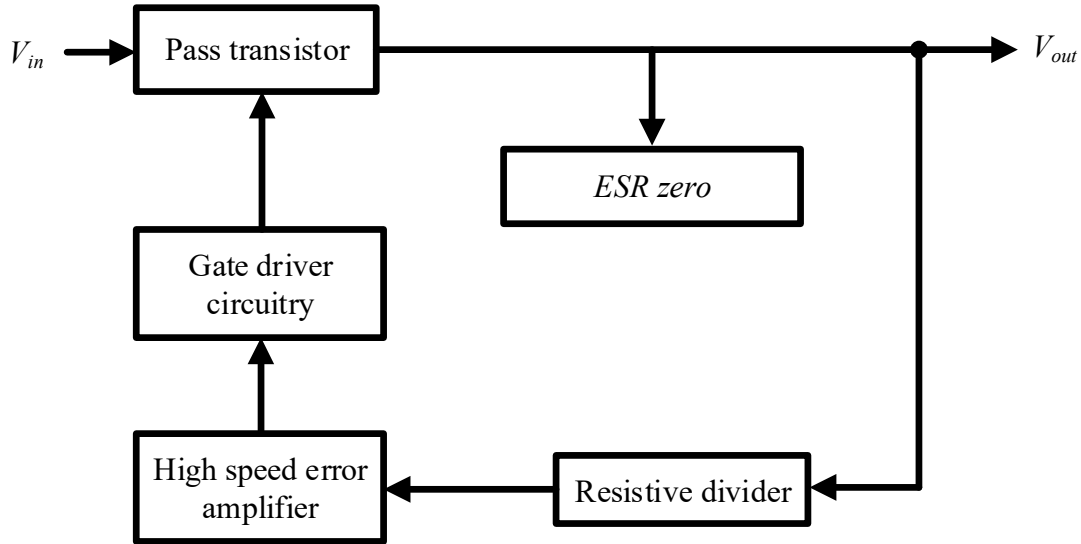 Pass transistor
V_in
V_out
ESR zero
Gate driver
circuitry
High speed error
amplifier
Resistive divider